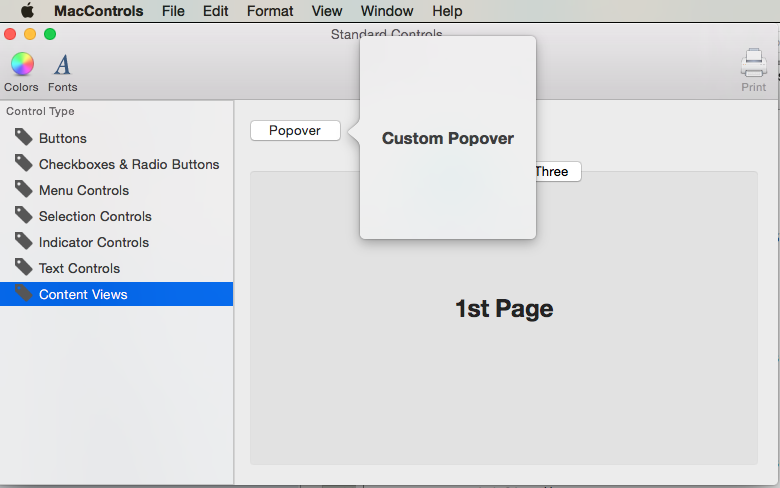 MacControls File Edit Format View Window Help
Standard Controls
Colors Fonts
Print
Control Type
Buttons
Checkboxes & Radio Buttons
Menu Controls
Selection Controls
Indicator Controls
Text Controls
Content Views
Popover
Custom Popover
Three
1st Page